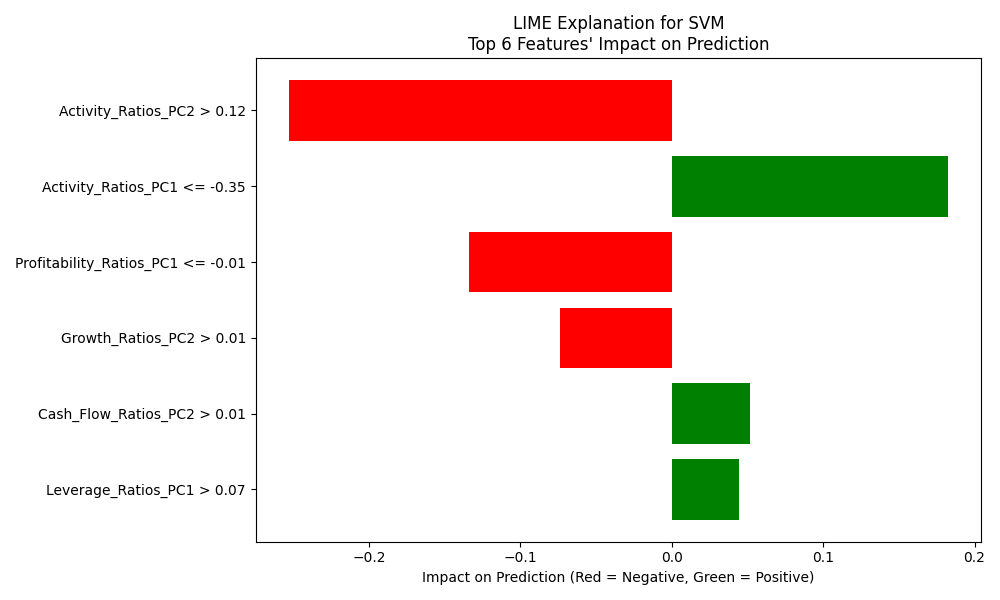 LIME Explanation for SVM
Top 6 Features' Impact on Prediction
Activity_Ratios_PC2 > 0.12
Activity_Ratios_PC1 <= -0.35
Profitability_Ratios_PC1 <= -0.01
Growth_Ratios_PC2 > 0.01
Cash_Flow_Ratios_PC2 > 0.01
Leverage_Ratios_PC1 > 0.07
−0.2 −0.1 0.0 0.1 0.2
Impact on Prediction (Red = Negative, Green = Positive)